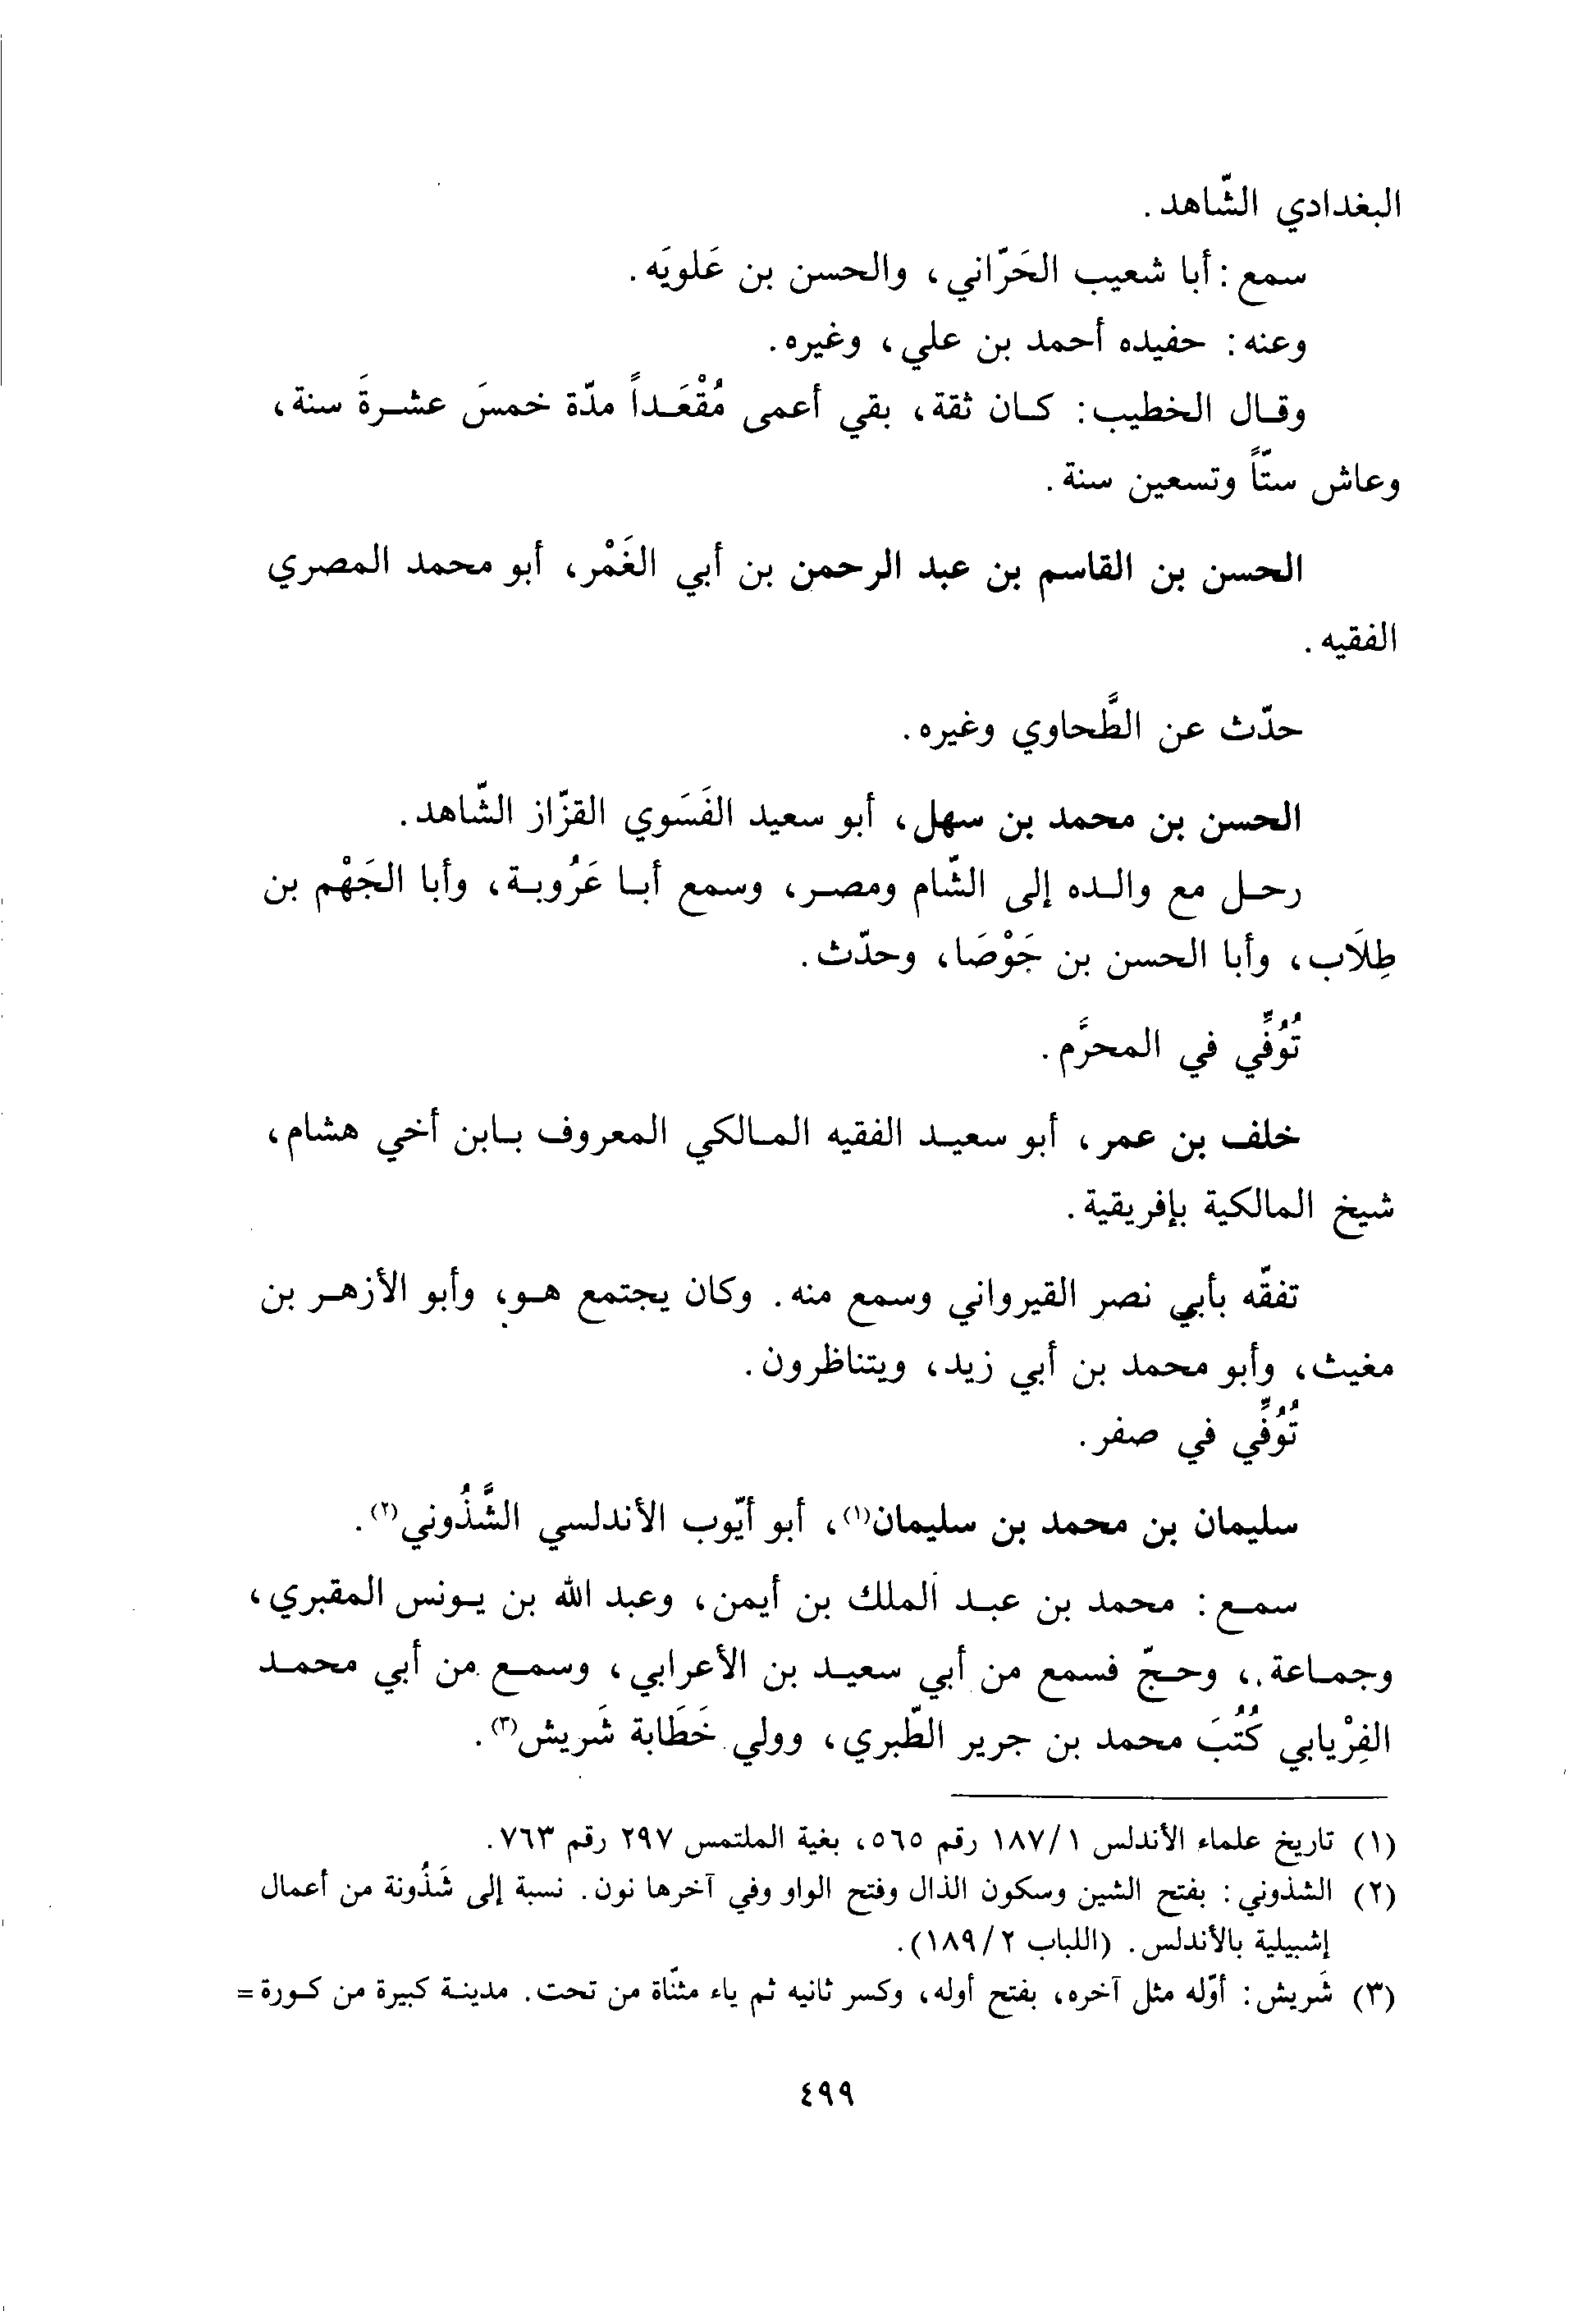 البغدادي الشّاهد.
سمع: أبا شعيب الحَرّاني، والحسن بن عَلويَه.
وعنه: حفيده أحمد بن علي، وغيره.
وقال الخطيب: كان ثقة، بقي أعمى مُقْعَداً مدّة خمسَ عشرةَ سنة،
وعاش ستّاً وتسعين سنة.
الحسن بن القاسم بن عبد الرحمن بن أبي الغَمْر، أبو محمد المصري
الفقيه.
حدّث عن الطَّحاوي وغيره.
الحسن بن محمد بن سهل، أبو سعيد الفَسَوي القزّاز الشّاهد.
رحل مع والده إلى الشّام ومصر، وسمع أبا عَرُوبة، وأبا الجَهْم بن
طِلَاب، وأبا الحسن بن جَوْصَا، وحدّث.
تُوُفِّي في المحرَّم.
خلف بن عمر، أبو سعيد الفقيه المالكي المعروف بابن أخي هشام،
شيخ المالكية بإفريقية.
تفقّه بأبي نصر القيرواني وسمع منه. وكان يجتمع هو، وأبو الأزهر بن
مغيث، وأبو محمد بن أبي زيد، ويتناظرون.
تُوُفِّي في صفر.
سليمان بن محمد بن سليمان(١)، أبو أيّوب الأندلسي الشَّذُوني(٢).
سمع: محمد بن عبد الملك بن أيمن، وعبد الله بن يونس المقبري،
وجماعة، وحجّ فسمع من أبي سعيد بن الأعرابي، وسمع من أبي محمد
الفِرْيابي كُتُبَ محمد بن جرير الطّبري، وولي خَطَابة شَريش(٣).
(١) تاريخ علماء الأندلس ١٨٧/١ رقم ٥٦٥، بغية الملتمس ٢٩٧ رقم ٧٦٣.
(٢) الشذوني: بفتح الشين وسكون الذال وفتح الواو وفي آخرها نون. نسبة إلى شَذُونة من أعمال
إشبيلية بالأندلس. (اللباب ١٨٩/٢).
(٣) شَريش: أوّله مثل آخره، بفتح أوله، وكسر ثانيه ثم ياء مثنّاة من تحت. مدينة كبيرة من كورة =
٤٩٩